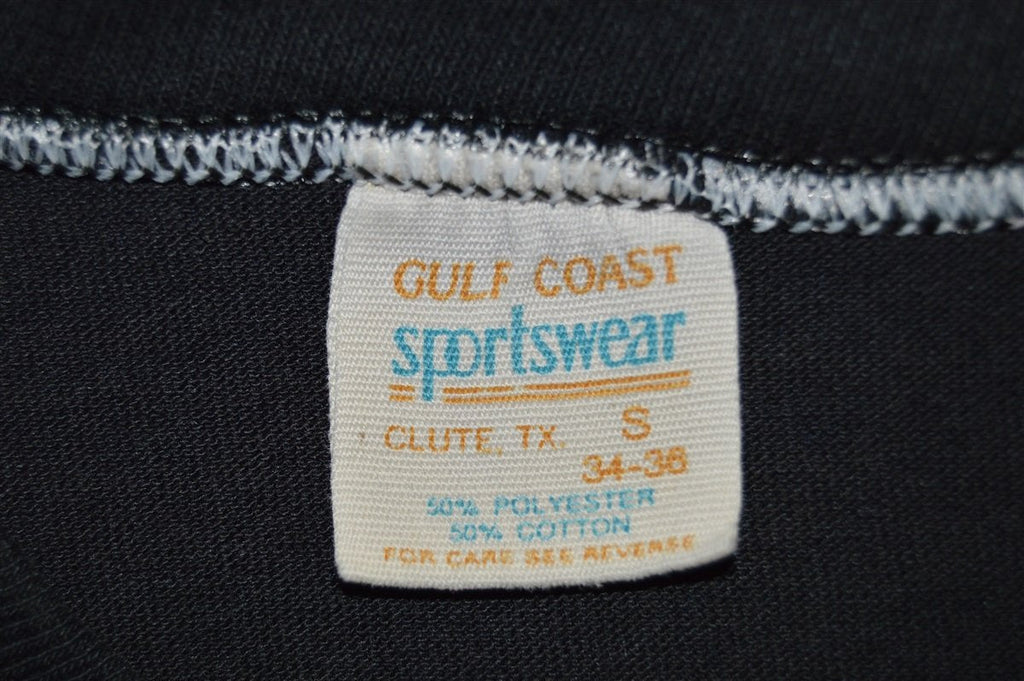 GULF COAST
sportswear
CLUTE, TX. S
34-36
50% POLYESTER
50% COTTON
FOR CARE SEE REVERSE